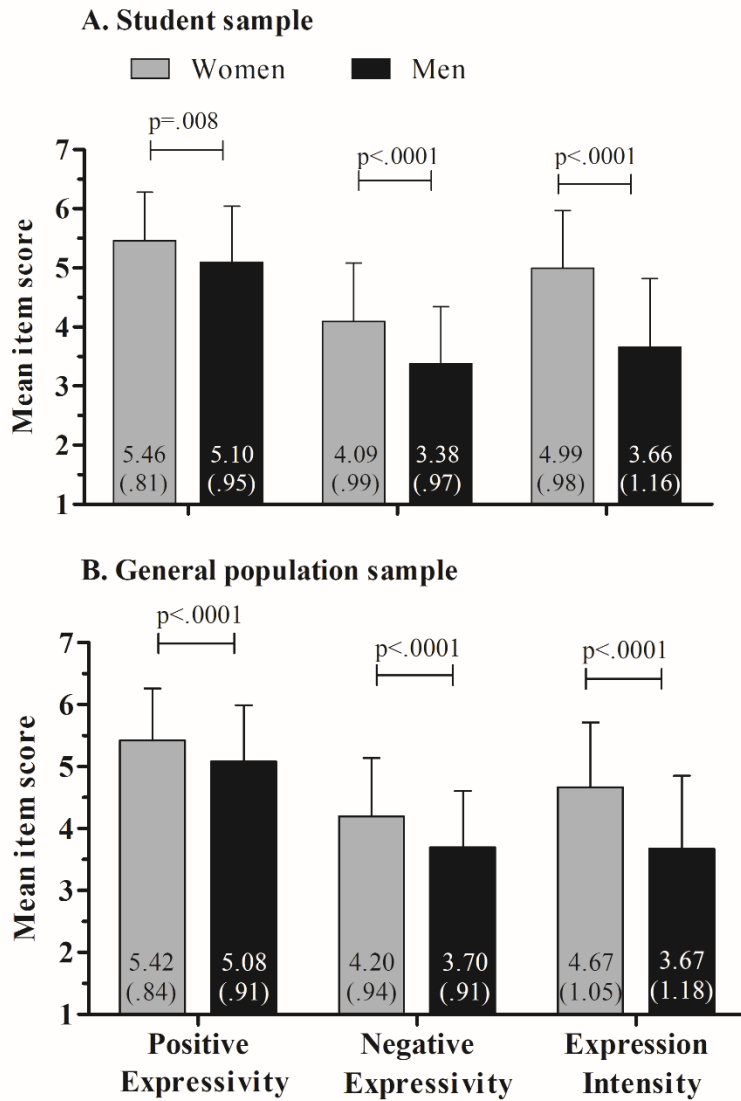 A. Student sample
Women Men
p=.008
p<.0001 p<.0001
7
6
5
4
3
2
1
Mean item score
5.46 5.10 4.09 3.38 4.99 3.66
(.81) (.95) (.99) (.97) (.98) (1.16)
B. General population sample
p<.0001
p<.0001 p<.0001
7
6
5
4
3
2
1
Mean item score
5.42 5.08 4.20 3.70 4.67 3.67
(.84) (.91) (.94) (.91) (1.05) (1.18)
Positive Negative Expression
Expressivity Expressivity Intensity